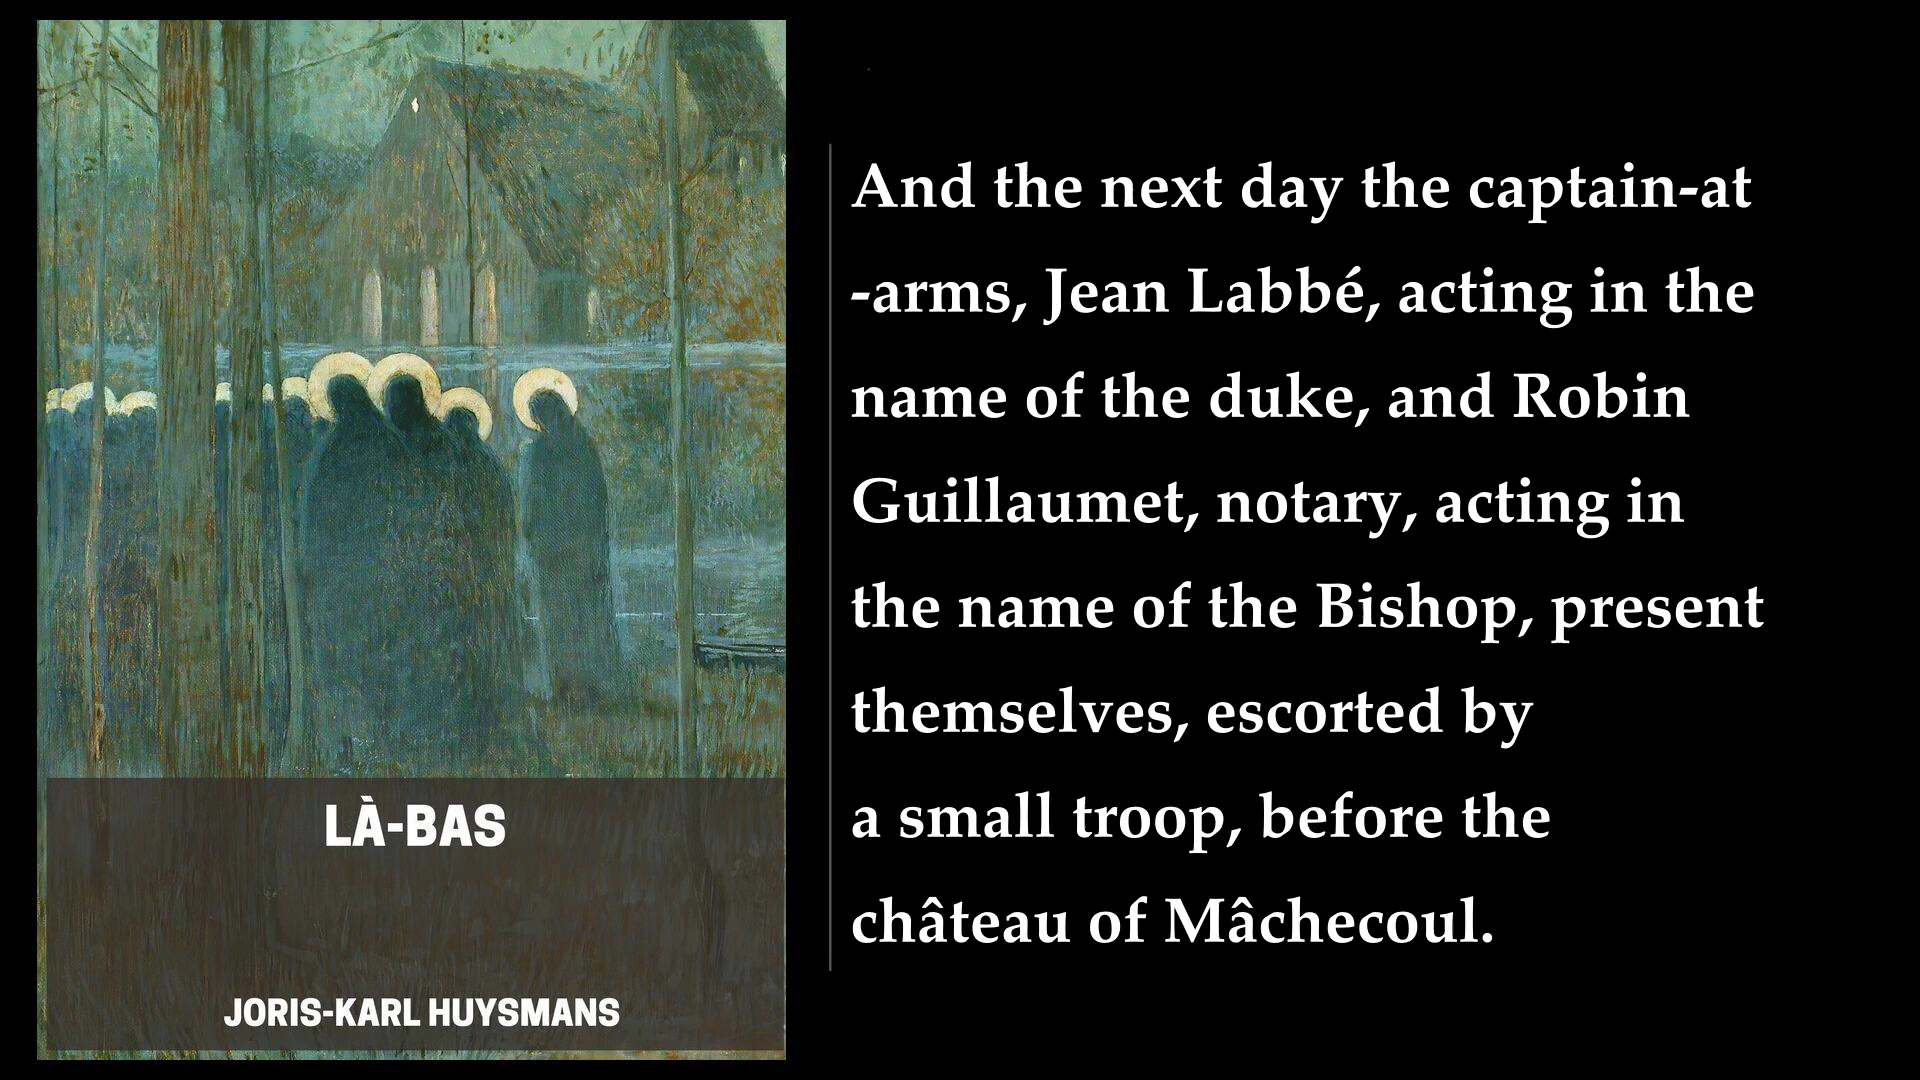 LÀ-BAS
JORIS-KARL HUYSMANS
And the next day the captain-at
-arms, Jean Labbé, acting in the
name of the duke, and Robin
Guillaumet, notary, acting in
the name of the Bishop, present
themselves, escorted by
a small troop, before the
château of Mâchecoul.